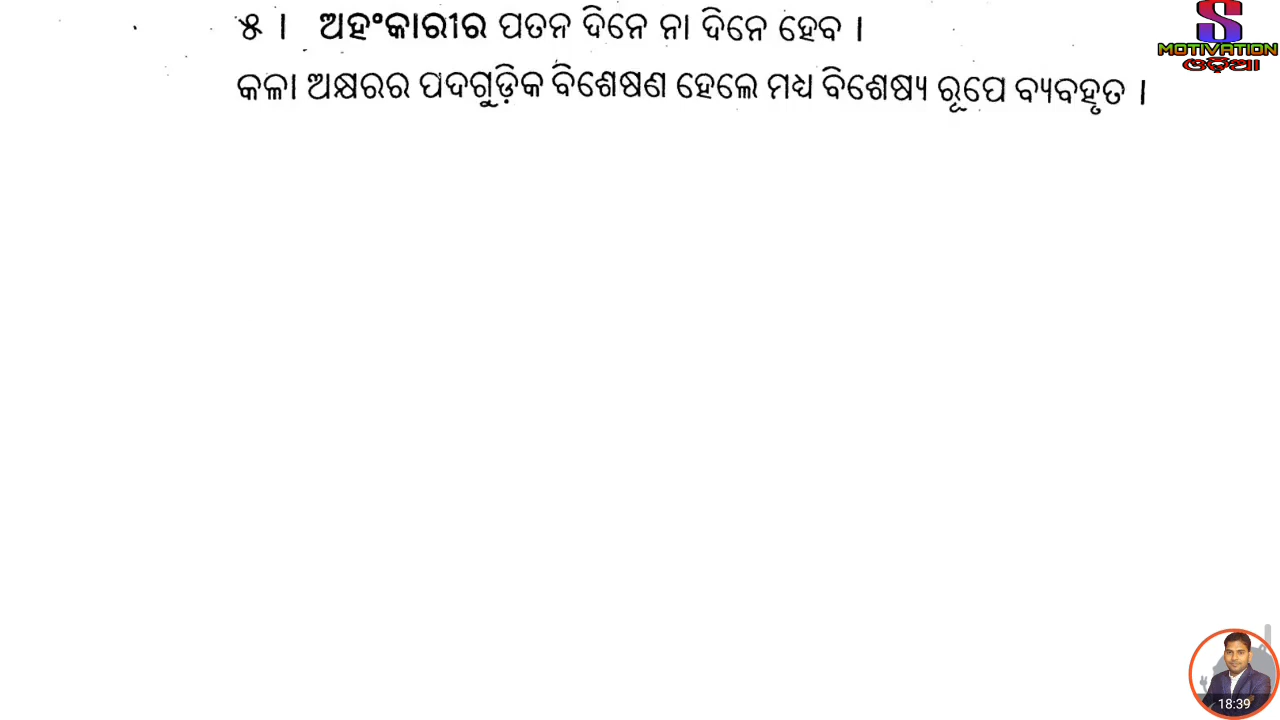 ୫ । ଅହଂକାରୀର ପତନ ଦିନେ ନା ଦିନେ ହେବ ।
କଳା ଅକ୍ଷରର ପଦଗୁଡ଼ିକ ବିଶେଷଣ ହେଲେ ମଧ୍ୟ ବିଶେଷ୍ୟ ରୂପେ ବ୍ୟବହୃତ ।
S
MOTIVATION
ଓଡ଼ିଆ
18:39